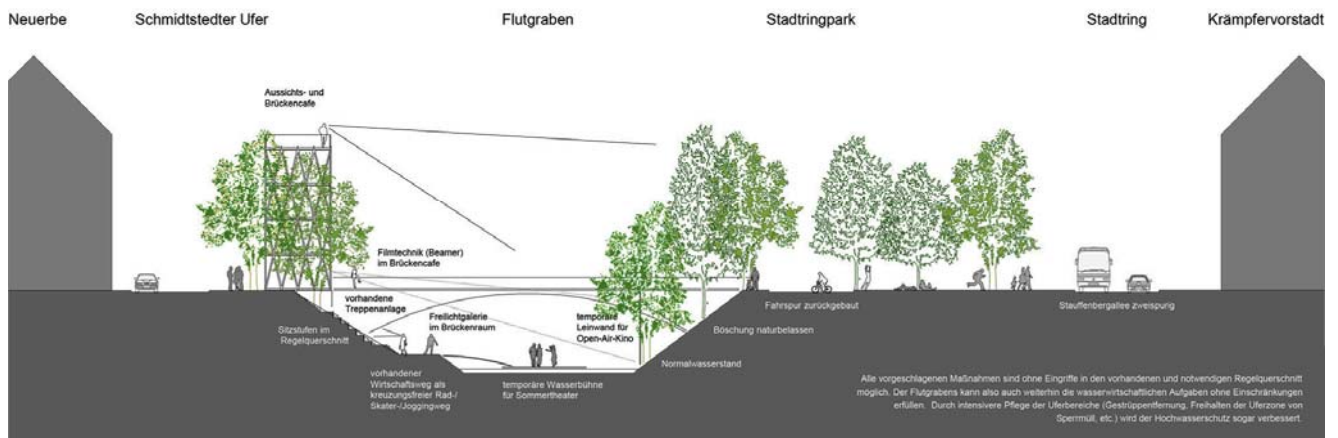 Neuerbe
Schmidtstedter Ufer
Flutgraben
Stadtringpark
Stadtring
Krämpfervorstadt
Aussichts- und
Brückencafe
Filmtechnik (Beamer)
im Brückencafe
vorhandene
Treppenanlage
Freilichtgalerie
im Brückenraum
temporäre
Leinwand für
Open-Air-Kino
Sitzstufen im
Regelquerschnitt
Fahrspur zurückgebaut
Stauffenbergallee zweispurig
Böschung naturbelassen
Normalwasserstand
vorhandener
Wirtschaftsweg als
kreuzungsfreier Rad-/
Skater-/Joggingweg
temporäre Wasserbühne
für Sommertheater
Alle vorgeschlagenen Maßnahmen sind ohne Eingriffe in den vorhandenen und notwendigen Regelquerschnitt
möglich. Der Flutgrabens kann also auch weiterhin die wasserwirtschaftlichen Aufgaben ohne Einschränkungen
erfüllen. Durch intensivere Pflege der Uferbereiche (Gestrüppentfernung, Freihalten der Uferzone von
Sperrmüll, etc.) wird der Hochwasserschutz sogar verbessert.